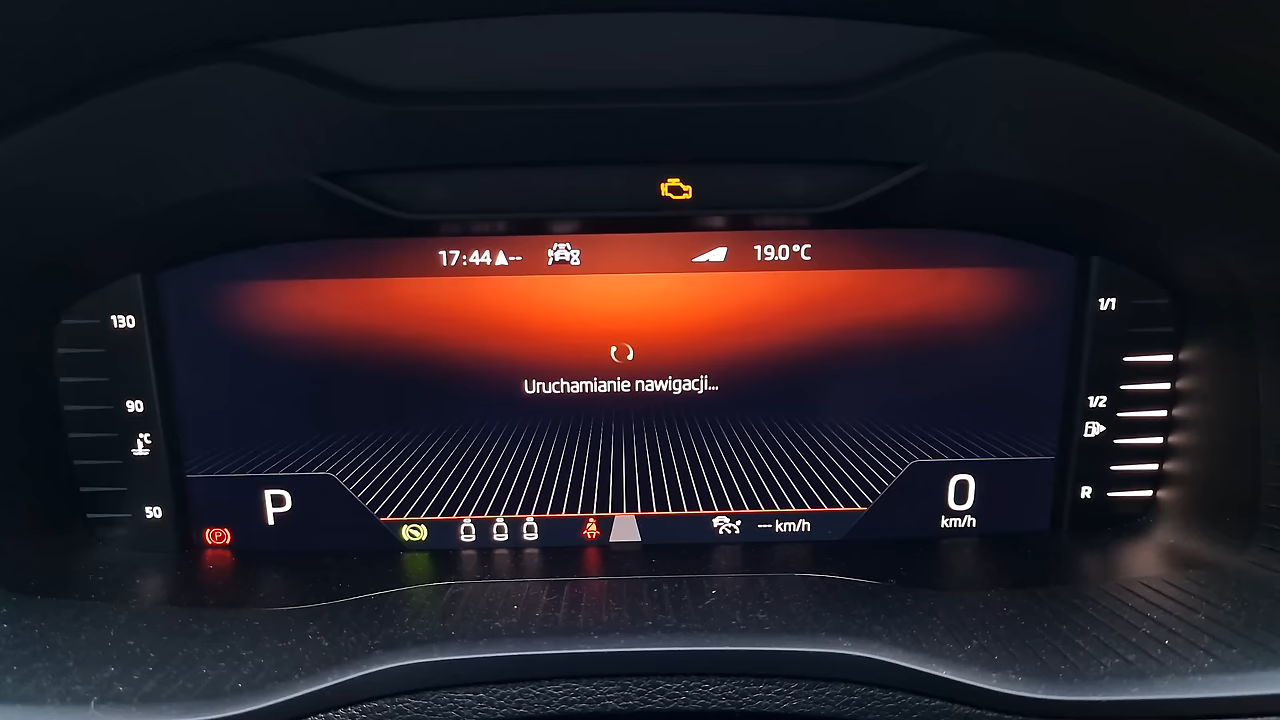 17:44 ▲-- 19.0°C
130
90
°C
50
1/1
1/2
R
Uruchamianie nawigacji...
P
0
km/h
(P)
--- km/h